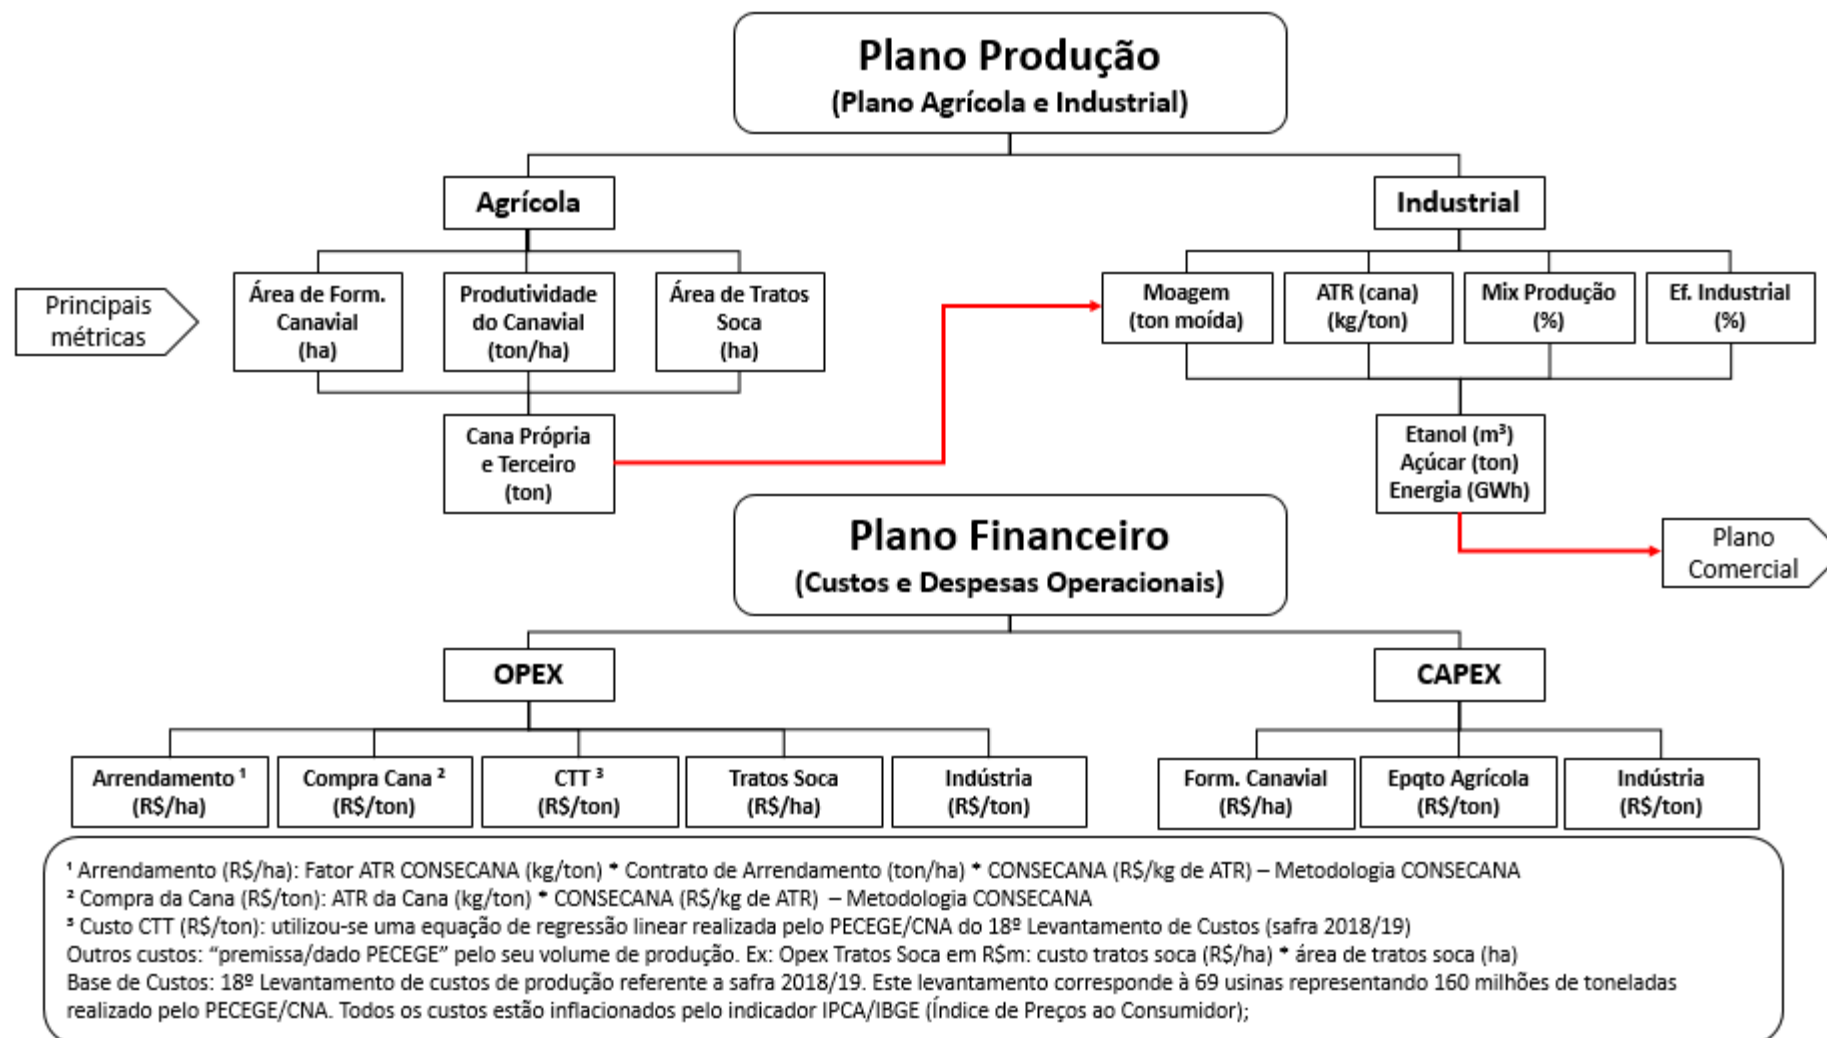 Plano Produção
(Plano Agrícola e Industrial)
Agrícola
Industrial
Principais
métricas
Área de Form.
Canavial
(ha)
Produtividade
do Canavial
(ton/ha)
Área de Tratos
Soca
(ha)
Moagem
(ton moída)
ATR (cana)
(kg/ton)
Mix Produção
(%)
Ef. Industrial
(%)
Cana Própria
e Terceiro
(ton)
Etanol (m³)
Açúcar (ton)
Energia (GWh)
Plano
Comercial
Plano Financeiro
(Custos e Despesas Operacionais)
OPEX
CAPEX
Arrendamento ¹
(R$/ha)
Compra Cana ²
(R$/ton)
CTT ³
(R$/ton)
Tratos Soca
(R$/ha)
Indústria
(R$/ton)
Form. Canavial
(R$/ha)
Epqto Agrícola
(R$/ton)
Indústria
(R$/ton)
¹ Arrendamento (R$/ha): Fator ATR CONSECANA (kg/ton) * Contrato de Arrendamento (ton/ha) * CONSECANA (R$/kg de ATR) – Metodologia CONSECANA
² Compra da Cana (R$/ton): ATR da Cana (kg/ton) * CONSECANA (R$/kg de ATR) – Metodologia CONSECANA
³ Custo CTT (R$/ton): utilizou-se uma equação de regressão linear realizada pelo PECEGE/CNA do 18º Levantamento de Custos (safra 2018/19)
Outros custos: “premissa/dado PECEGE” pelo seu volume de produção. Ex: Opex Tratos Soca em R$m: custo tratos soca (R$/ha) * área de tratos soca (ha)
Base de Custos: 18º Levantamento de custos de produção referente a safra 2018/19. Este levantamento corresponde à 69 usinas representando 160 milhões de toneladas
realizado pelo PECEGE/CNA. Todos os custos estão inflacionados pelo indicador IPCA/IBGE (Índice de Preços ao Consumidor);